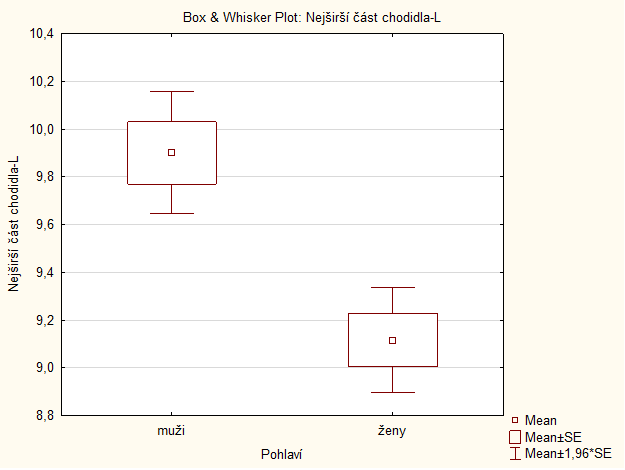 Box & Whisker Plot: Nejširší část chodidla-L
10,4
10,2
10,0
9,8
9,6
9,4
9,2
9,0
8,8
Nejširší část chodidla-L
muži
ženy
Pohlaví
Mean
Mean±SE
Mean±1,96*SE